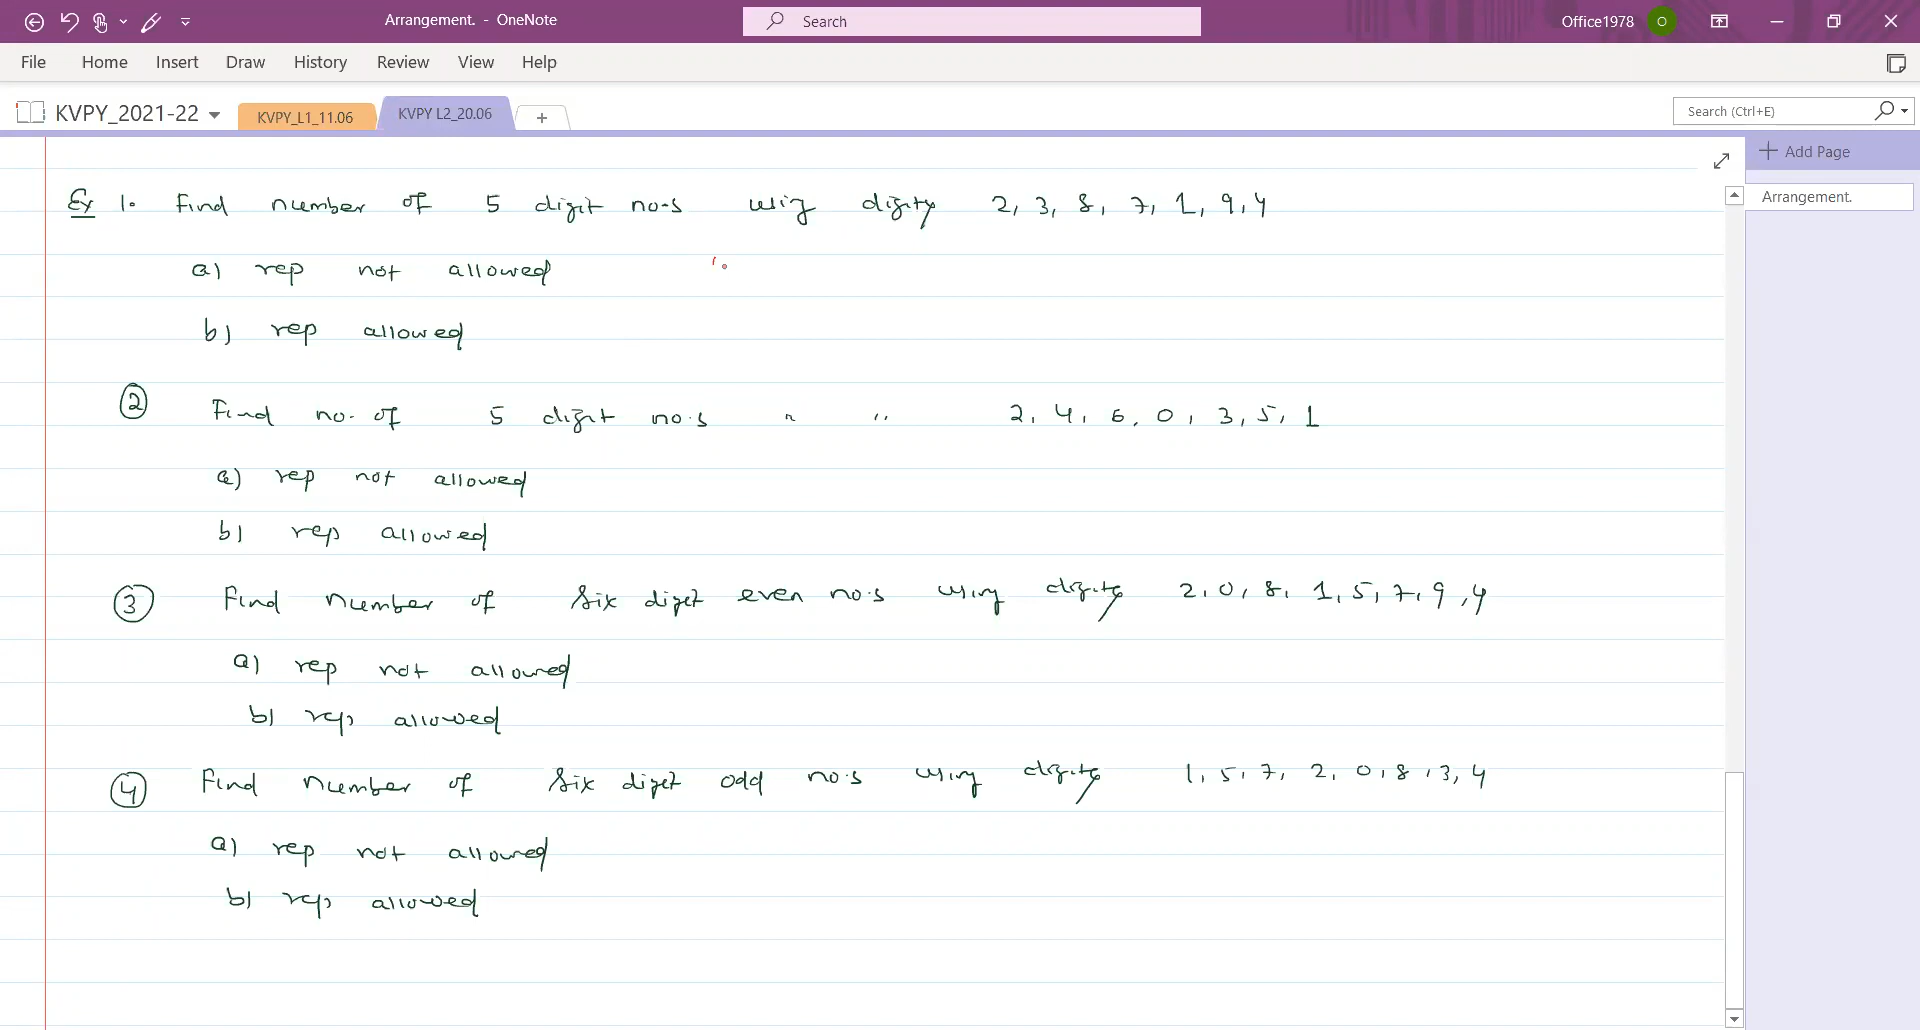 Arrangement. - OneNote
Search
Office1978
O
File Home Insert Draw History Review View Help
KVPY_2021-22
KVPY_L1_11.06
KVPY L2_20.06
+
Search (Ctrl+E)
Add Page
Arrangement.
Ex 1. Find number of 5 digit no.s using digits 2, 3, 8, 7, 1, 9, 4
a) rep not allowed
b) rep allowed
② Find no. of 5 digit no.s " " 2, 4, 6, 0, 3, 5, 1
a) rep not allowed
b) rep allowed
③ Find number of six digit even no.s using digits 2, 0, 8, 1, 5, 7, 9, 4
a) rep not allowed
b) rep allowed
④ Find number of six digit odd no.s using digits 1, 5, 7, 2, 0, 8, 3, 4
a) rep not allowed
b) rep allowed